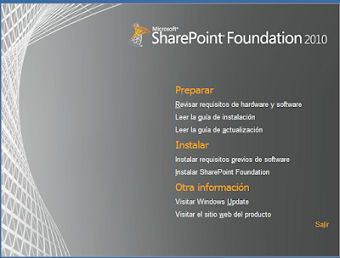 Microsoft®
SharePoint® Foundation 2010
Preparar
Revisar requisitos de hardware y software
Leer la guía de instalación
Leer la guía de actualización
Instalar
Instalar requisitos previos de software
Instalar SharePoint Foundation
Otra información
Visitar Windows Update
Visitar el sitio web del producto
Salir